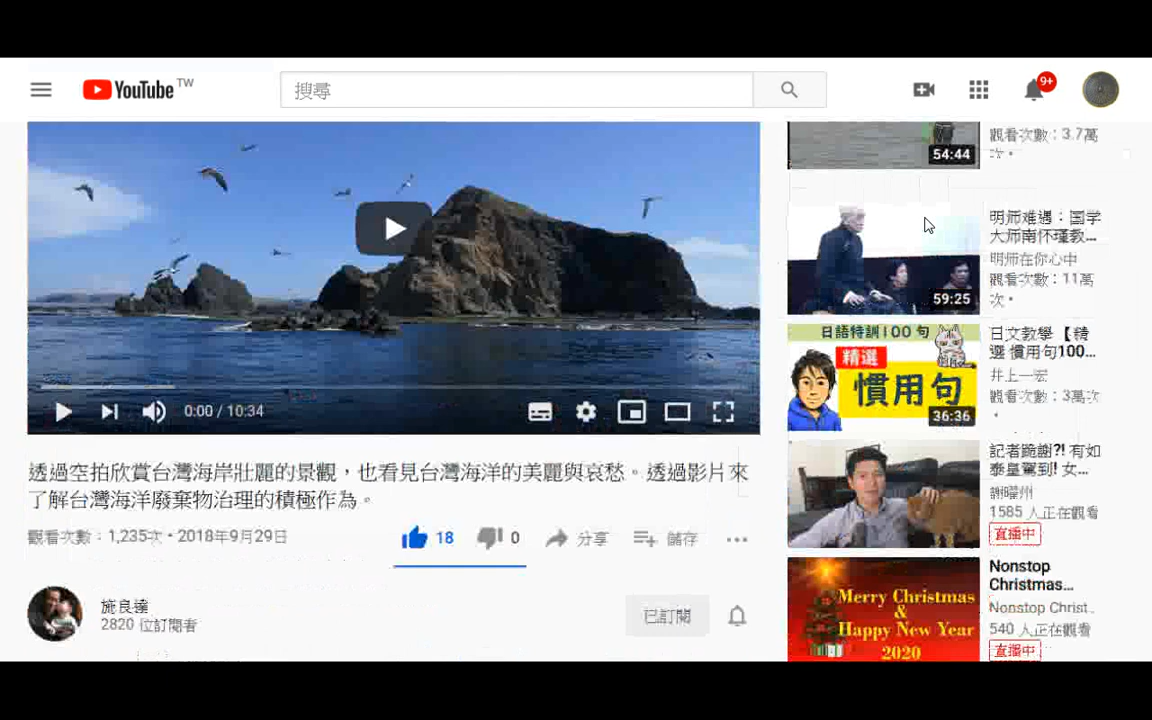 YouTube TW
搜尋
9+
觀看次數：3.7萬
次•
54:44
明师难遇：国学
大师南怀瑾教...
明师在你心中
觀看次數：11萬
次•
59:25
日語特訓100句
精選
慣用句
36:36
日文教學【精
選 慣用句100...
井上一宏
觀看次數：3萬次
•
記者跪謝?! 有如
泰皇駕到! 女...
謝曜州
1585 人正在觀看
直播中
Merry Christmas
&
Happy New Year
2020
Nonstop
Christmas...
Nonstop Christ..
540 人正在觀看
直播中
0:00 / 10:34
透過空拍欣賞台灣海岸壯麗的景觀，也看見台灣海洋的美麗與哀愁。透過影片來
了解台灣海洋廢棄物治理的積極作為。
觀看次數：1,235次 • 2018年9月29日
18
0
分享
儲存
施良達
2820 位訂閱者
已訂閱